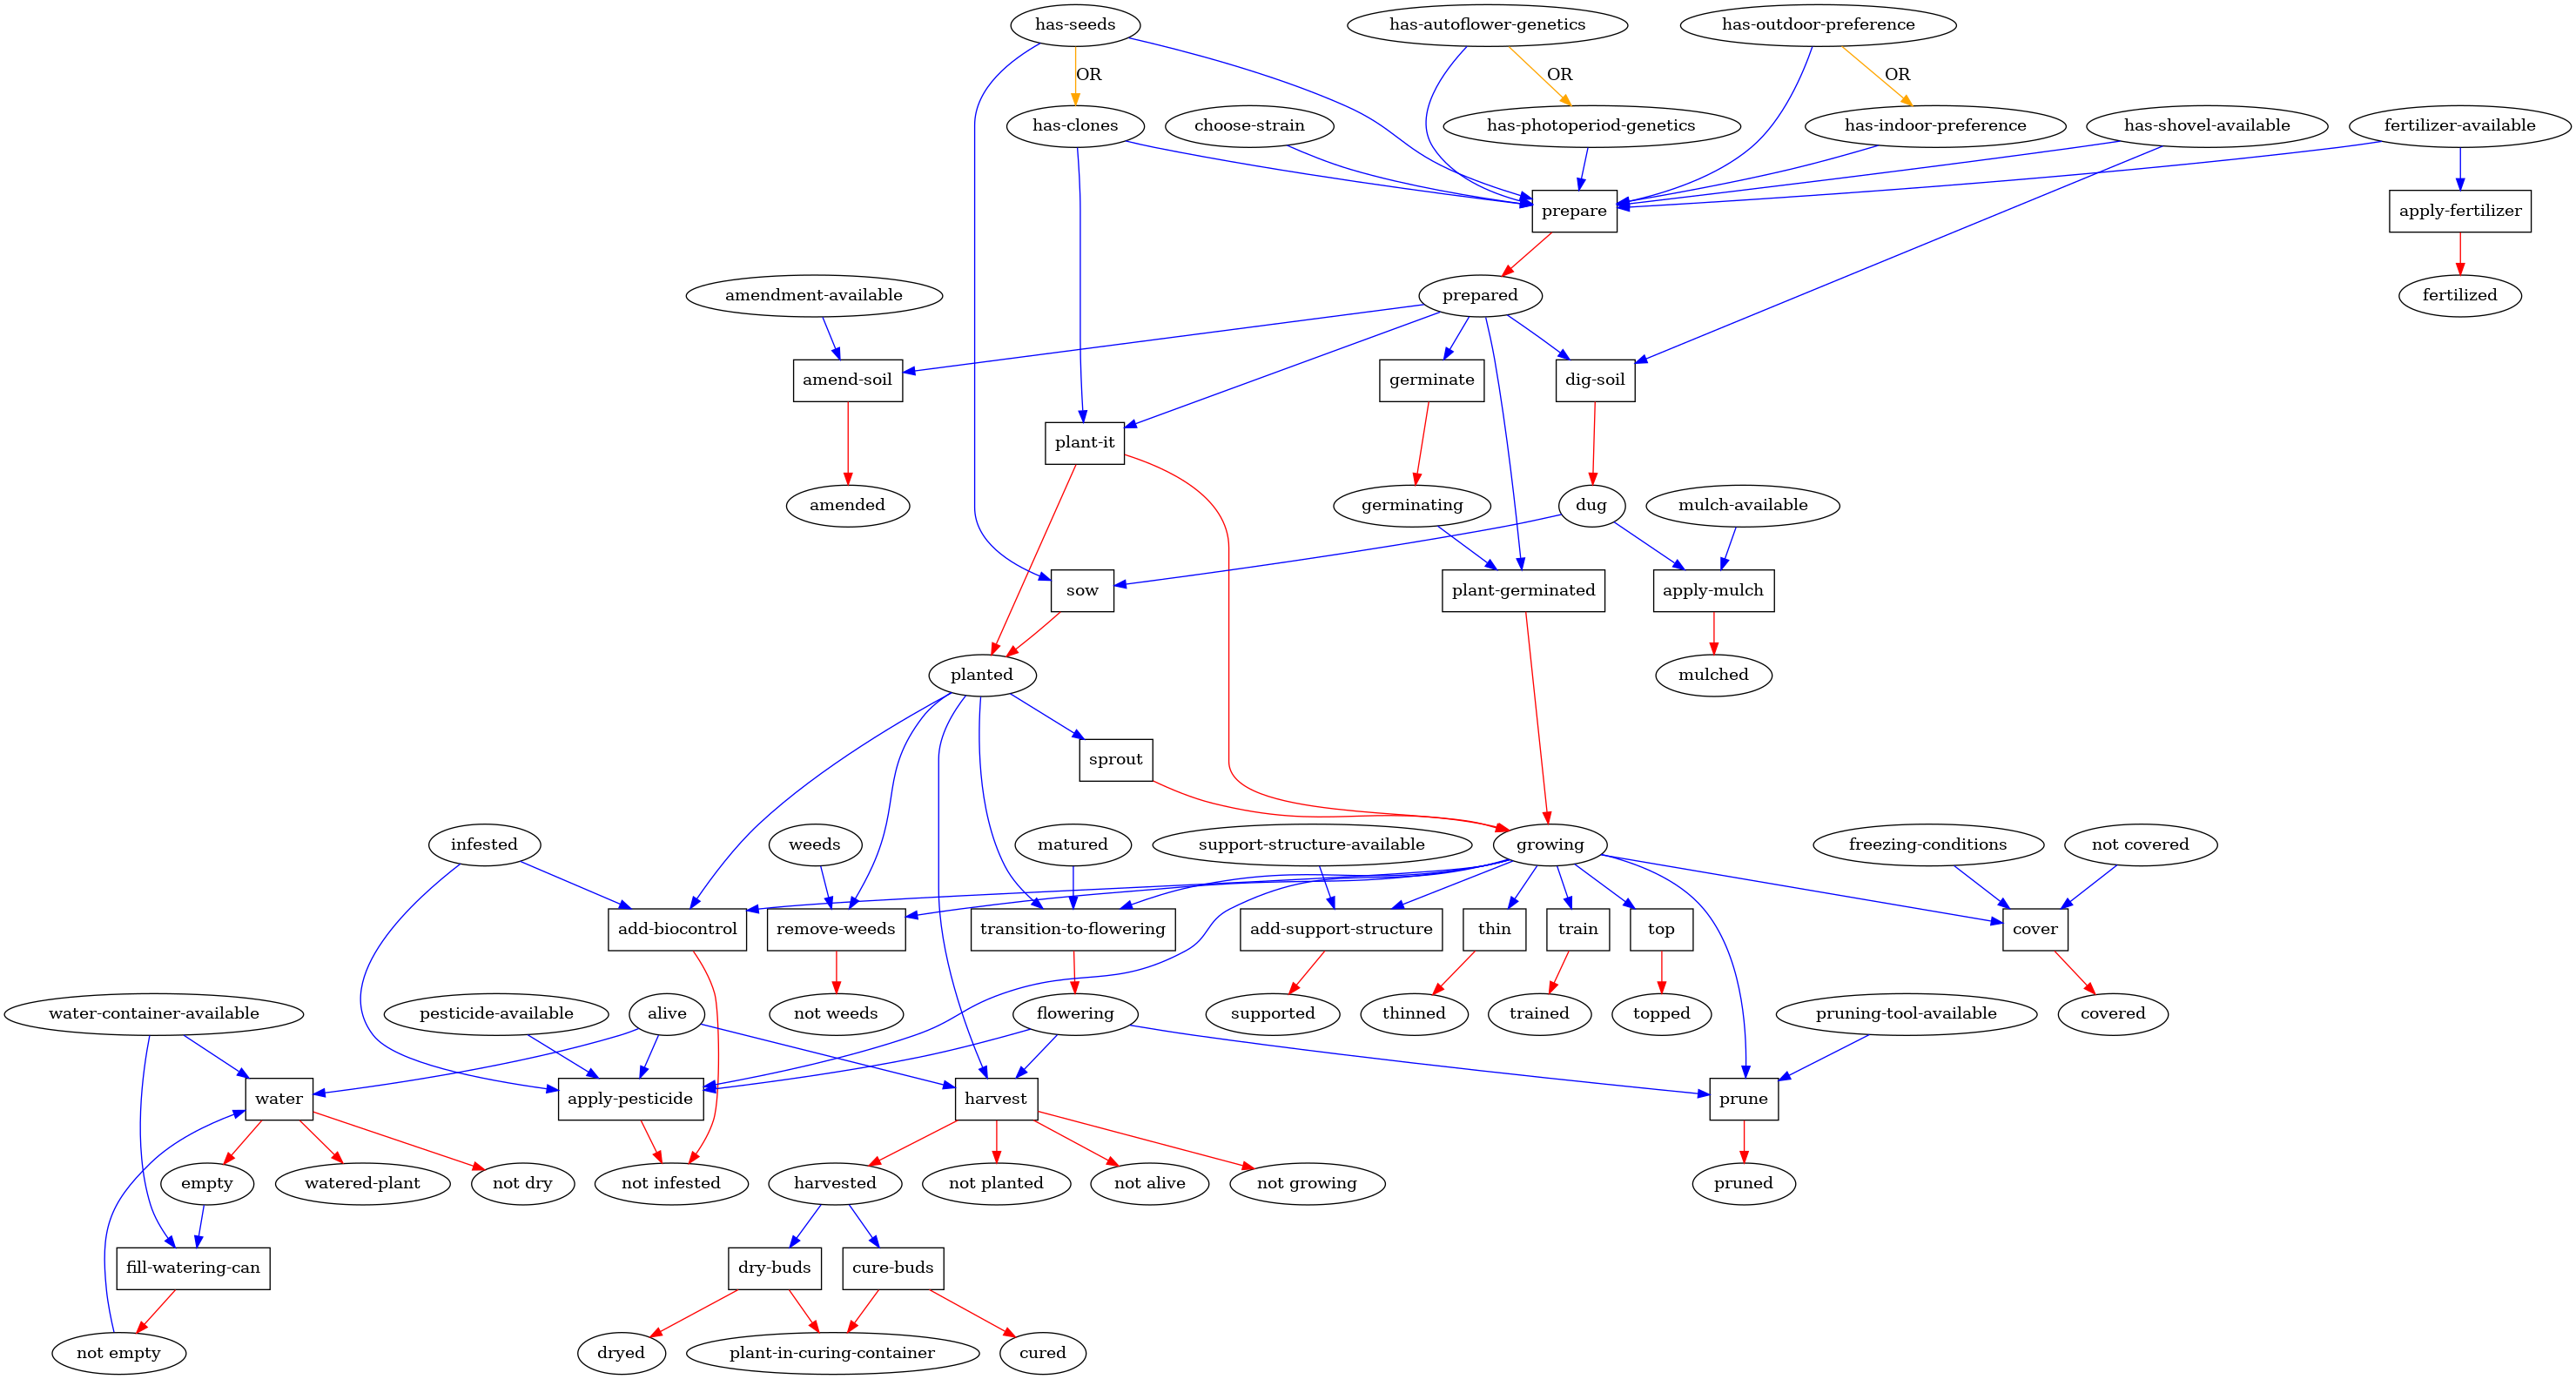 has-seeds
has-autoflower-genetics
has-outdoor-preference
OR
OR
OR
has-clones
choose-strain
has-photoperiod-genetics
has-indoor-preference
has-shovel-available
fertilizer-available
prepare
apply-fertilizer
amendment-available
prepared
fertilized
amend-soil
germinate
dig-soil
plant-it
amended
germinating
dug
mulch-available
sow
plant-germinated
apply-mulch
planted
mulched
sprout
infested
weeds
matured
support-structure-available
growing
freezing-conditions
not covered
add-biocontrol
remove-weeds
transition-to-flowering
add-support-structure
thin
train
top
cover
water-container-available
pesticide-available
alive
not weeds
flowering
supported
thinned
trained
topped
pruning-tool-available
covered
water
apply-pesticide
harvest
prune
empty
watered-plant
not dry
not infested
harvested
not planted
not alive
not growing
pruned
fill-watering-can
dry-buds
cure-buds
not empty
dryed
plant-in-curing-container
cured